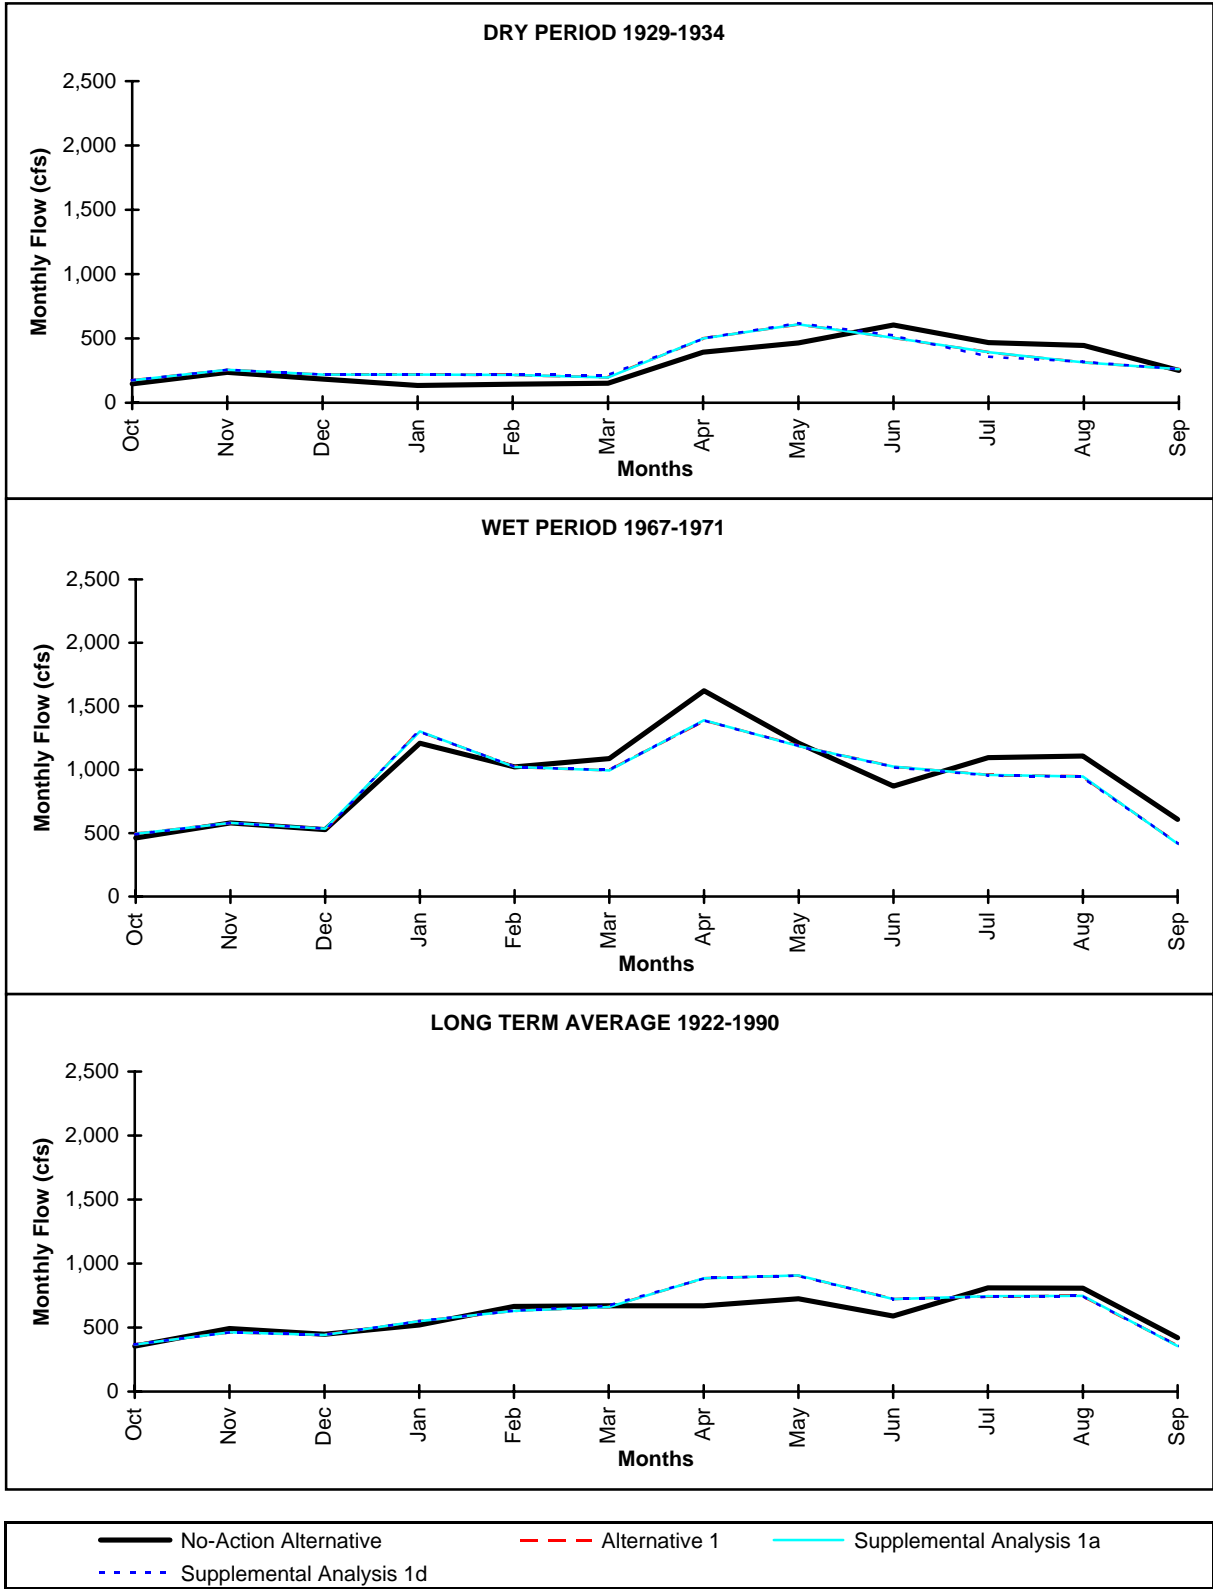 DRY PERIOD 1929-1934
Monthly Flow (cfs)
2,500
2,000
1,500
1,000
500
0
Oct Nov Dec Jan Feb Mar Apr May Jun Jul Aug Sep
Months
WET PERIOD 1967-1971
Monthly Flow (cfs)
2,500
2,000
1,500
1,000
500
0
Oct Nov Dec Jan Feb Mar Apr May Jun Jul Aug Sep
Months
LONG TERM AVERAGE 1922-1990
Monthly Flow (cfs)
2,500
2,000
1,500
1,000
500
0
Oct Nov Dec Jan Feb Mar Apr May Jun Jul Aug Sep
Months
No-Action Alternative Alternative 1 Supplemental Analysis 1a
Supplemental Analysis 1d